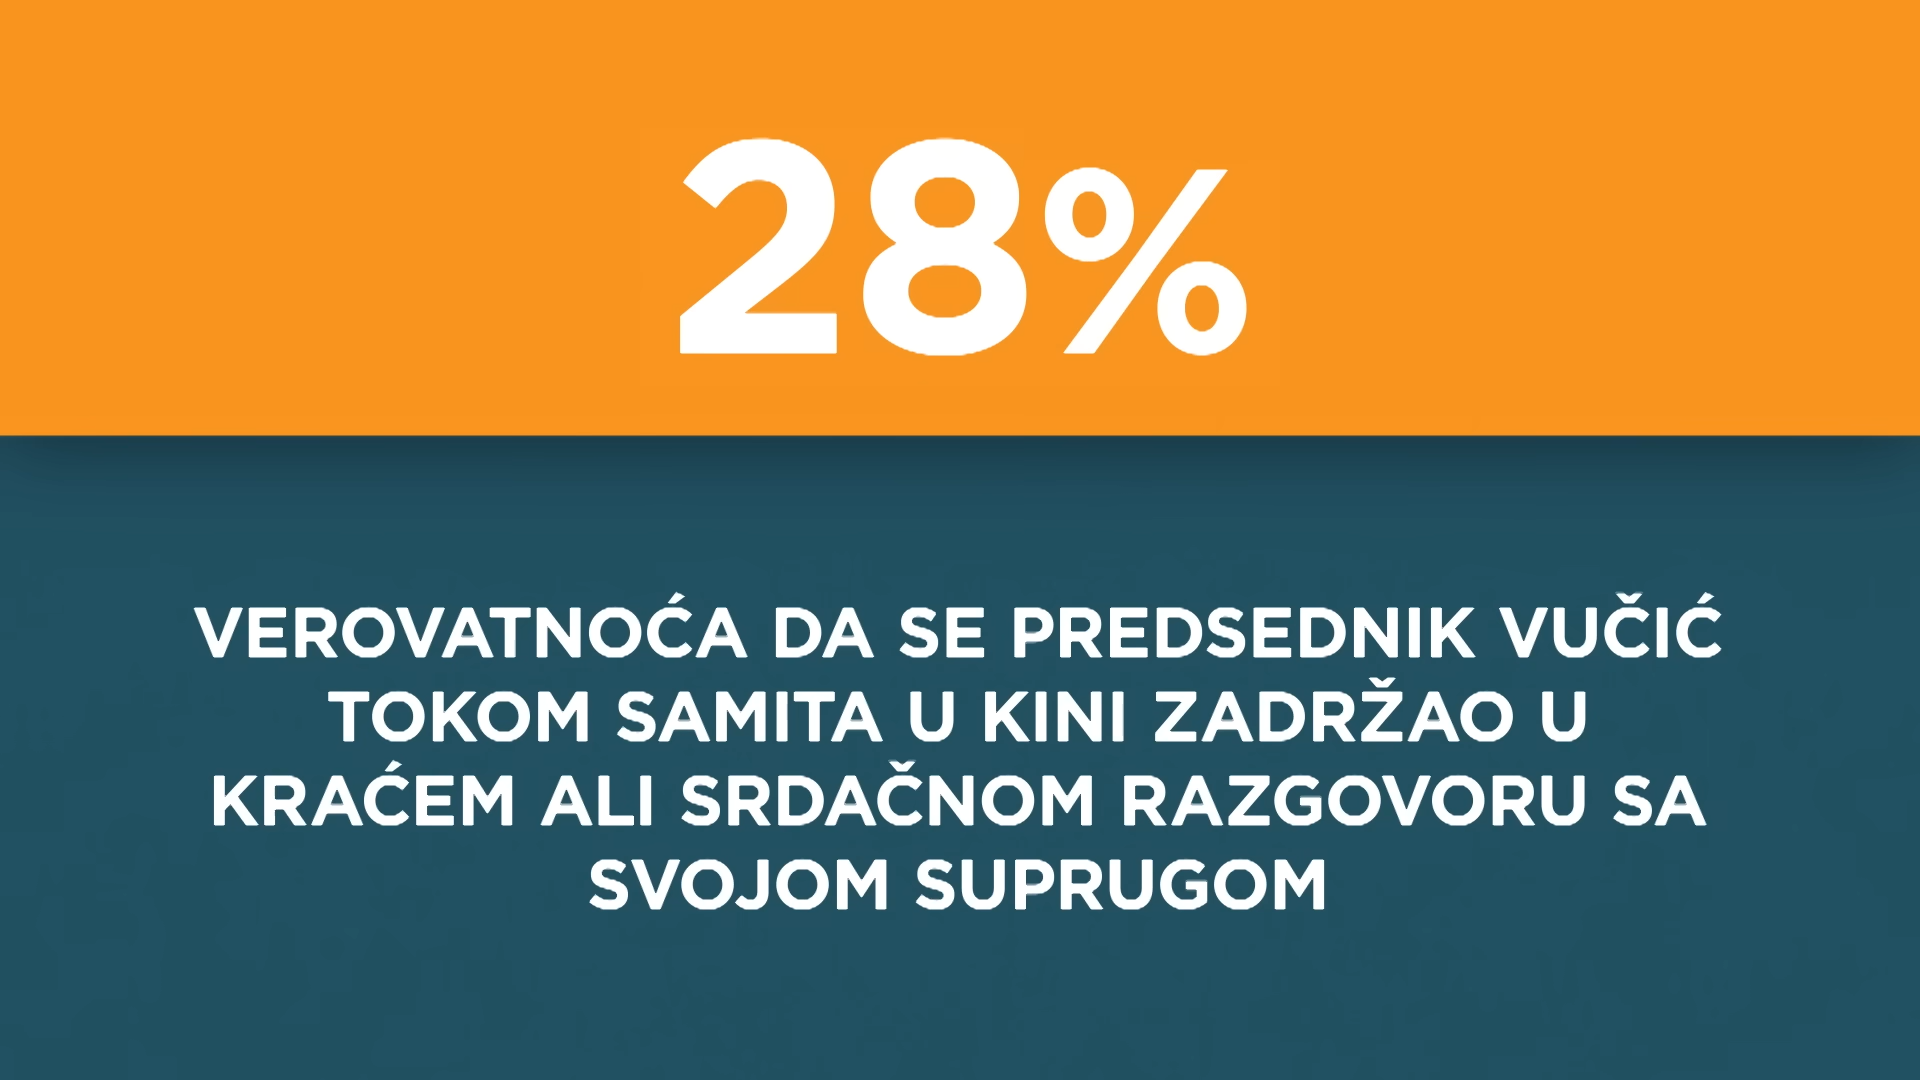 28%
VEROVATNOĆA DA SE PREDSEDNIK VUČIĆ
TOKOM SAMITA U KINI ZADRŽAO U
KRAĆEM ALI SRDAČNOM RAZGOVORU SA
SVOJOM SUPRUGOM